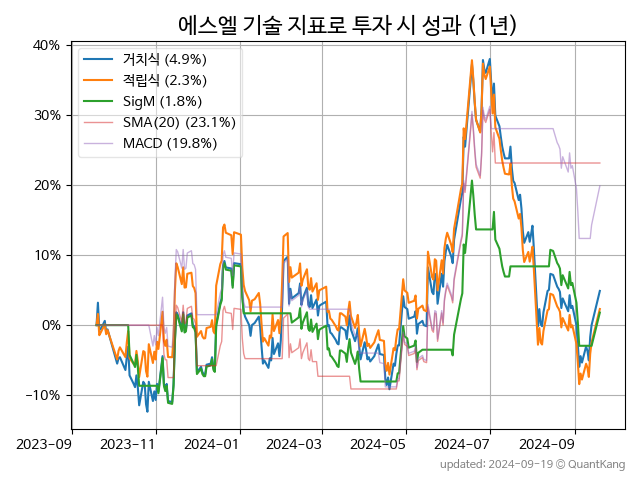 에스엘 기술 지표로 투자 시 성과 (1년)
40%
30%
20%
10%
0%
−10%
거치식 (4.9%)
적립식 (2.3%)
SigM (1.8%)
SMA(20) (23.1%)
MACD (19.8%)
2023-09 2023-11 2024-01 2024-03 2024-05 2024-07 2024-09
updated: 2024-09-19 © QuantKang